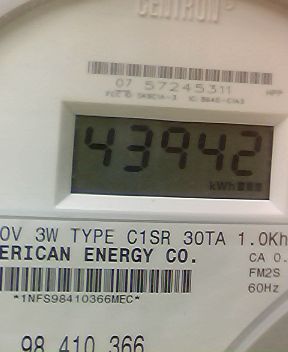 CENTRON®
07 57245311
43942
kWh
0V 3W TYPE C1SR 30TA 1.0Kh
ERICAN ENERGY CO.
CA 0.
FM2S
60Hz
*1NFS98410366MEC*
98 410 366